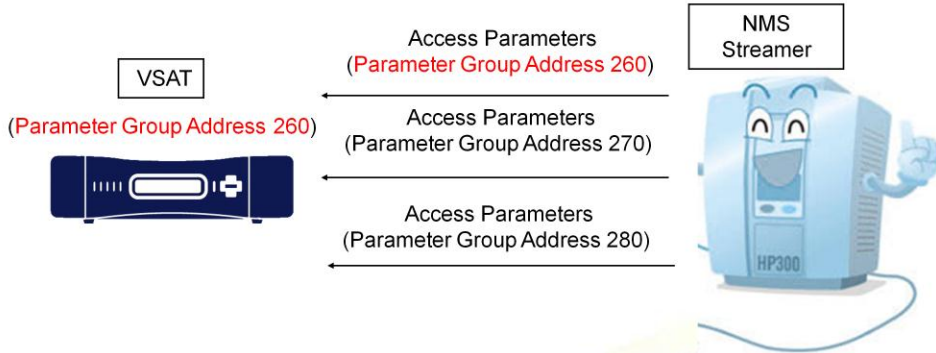 VSAT
(Parameter Group Address 260)
Access Parameters
(Parameter Group Address 260)
Access Parameters
(Parameter Group Address 270)
Access Parameters
(Parameter Group Address 280)
NMS
Streamer
HP300